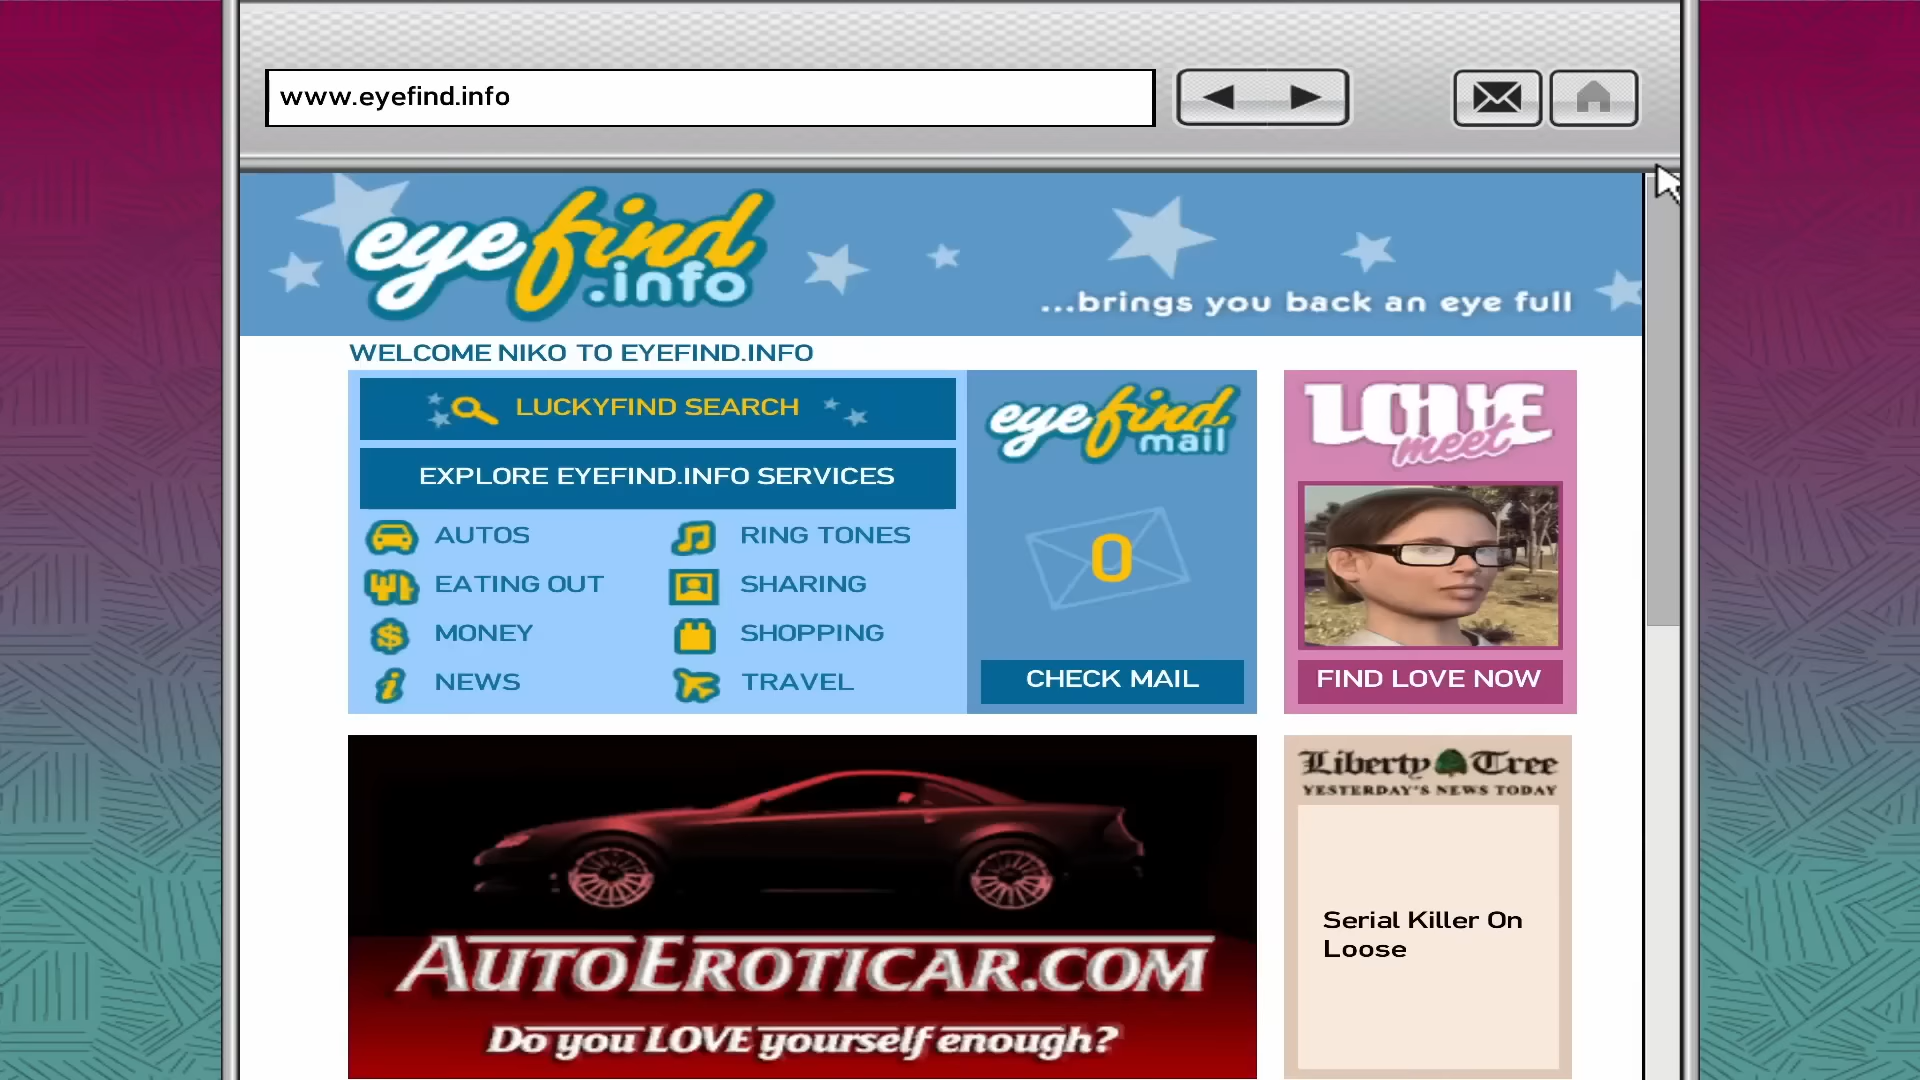 www.eyefind.info
eyefind
.info
...brings you back an eye full
WELCOME NIKO TO EYEFIND.INFO
LUCKYFIND SEARCH
EXPLORE EYEFIND.INFO SERVICES
AUTOS
RING TONES
EATING OUT
SHARING
MONEY
SHOPPING
NEWS
TRAVEL
eyefind
mail
0
CHECK MAIL
LOVE
meet
FIND LOVE NOW
AUTOEROTICAR.COM
Do you LOVE yourself enough?
Liberty Tree
YESTERDAY'S NEWS TODAY
Serial Killer On
Loose